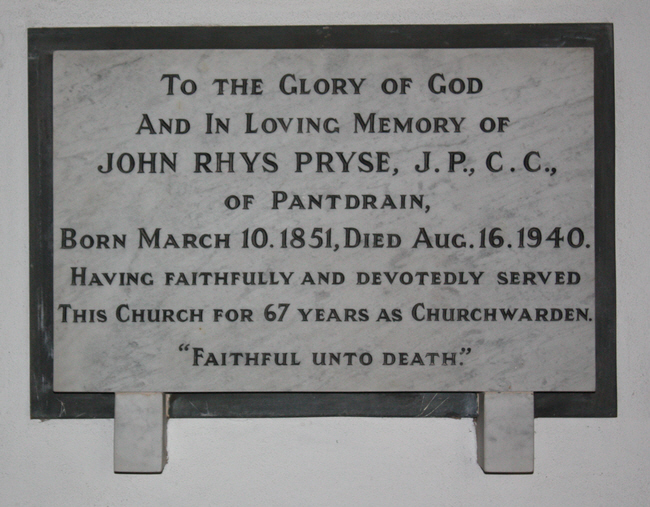 To the Glory of God
And In Loving Memory of
JOHN RHYS PRYSE, J.P., C.C.,
of Pantdrain,
Born March 10. 1851, Died Aug. 16. 1940.
Having faithfully and devotedly served
This Church for 67 years as Churchwarden.
“Faithful unto death.”